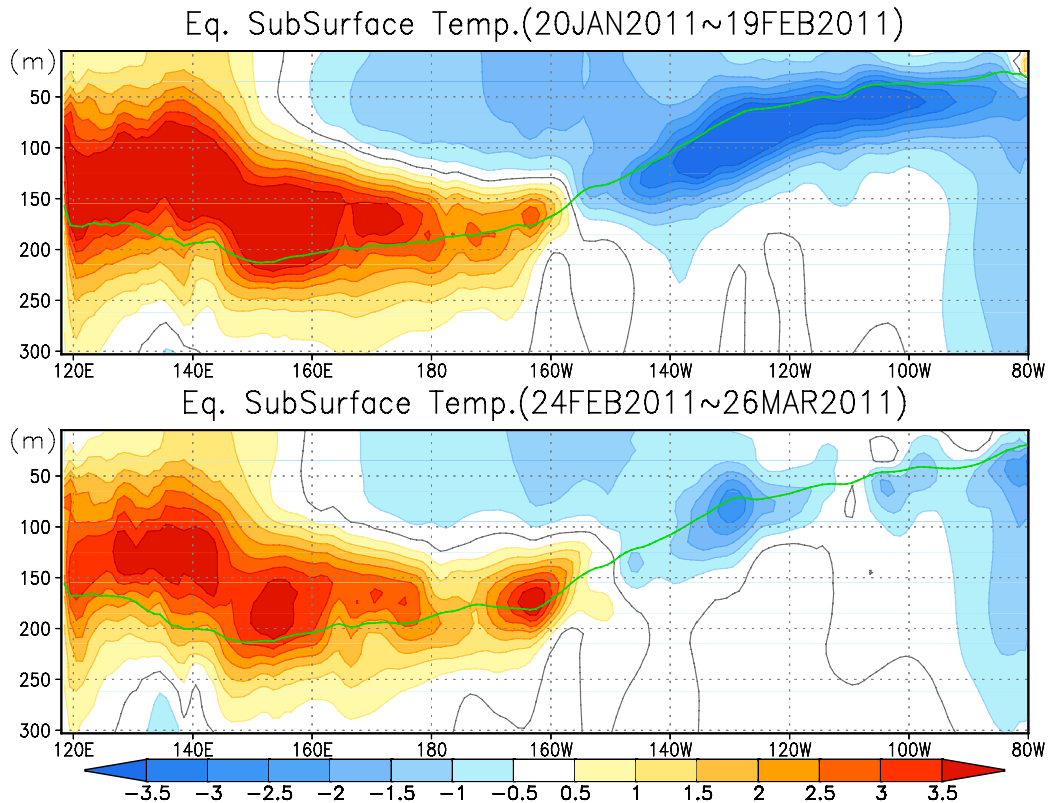 Eq. SubSurface Temp.(20JAN2011~19FEB2011)
(m)
50
100
150
200
250
300
120E 140E 160E 180 160W 140W 120W 100W 80W
Eq. SubSurface Temp.(24FEB2011~26MAR2011)
(m)
50
100
150
200
250
300
120E 140E 160E 180 160W 140W 120W 100W 80W
-3.5 -3 -2.5 -2 -1.5 -1 -0.5 0.5 1 1.5 2 2.5 3 3.5